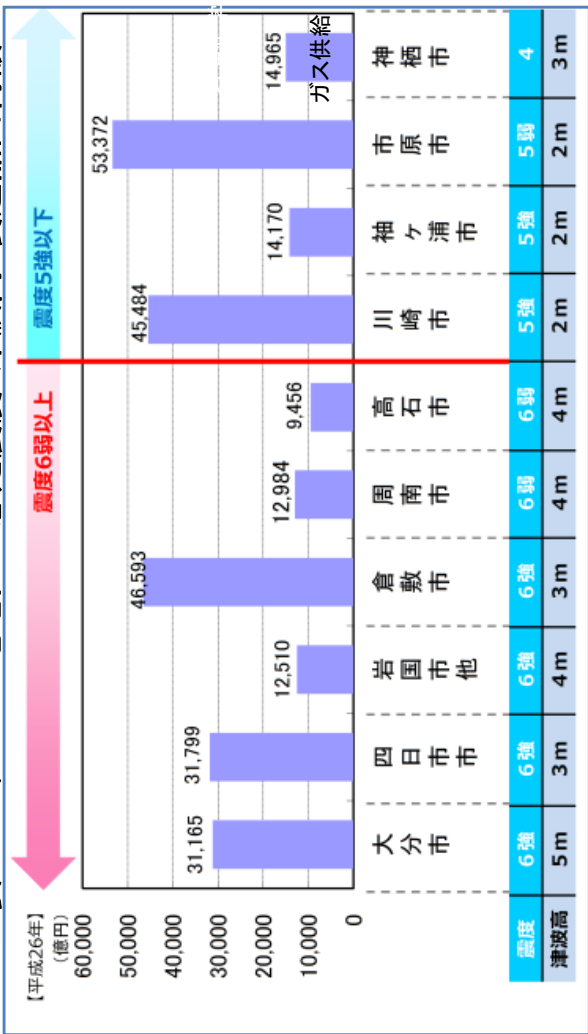 震度6弱以上 震度5強以下
【平成26年】
(億円)
60,000
50,000
40,000
30,000
20,000
10,000
0
31,165 31,799 12,510 46,593 12,984 9,456 45,484 14,170 53,372 14,965
ガス供給
大分市 四日市市 岩国市他 倉敷市 周南市 高石市 川崎市 袖ヶ浦市 市原市 神栖市
震度 6強 6強 6強 6強 6弱 6弱 5強 5強 5弱 4
津波高 5m 3m 4m 3m 4m 4m 2m 2m 2m 3m